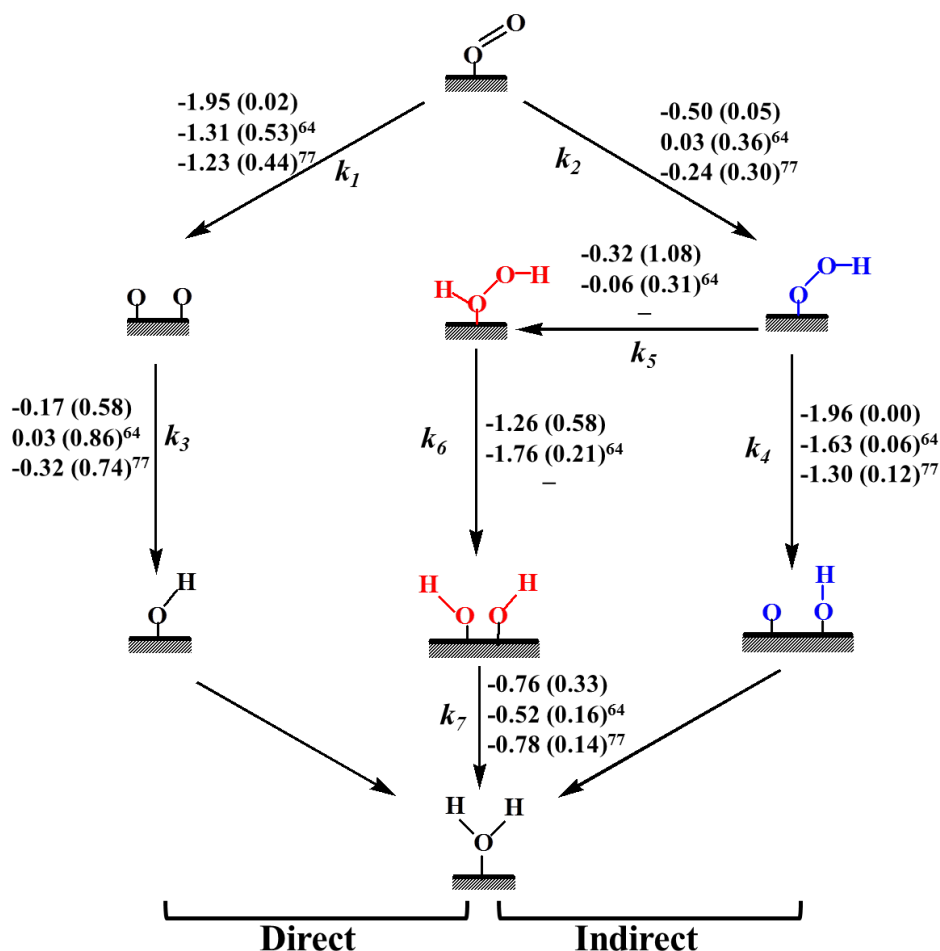 O
O
-1.95 (0.02)
-1.31 (0.53)64
-1.23 (0.44)77
k1
-0.50 (0.05)
0.03 (0.36)64
-0.24 (0.30)77
k2
O O
H O O H
-0.32 (1.08)
-0.06 (0.31)64
–
k5
O O H
-0.17 (0.58)
0.03 (0.86)64
-0.32 (0.74)77
k3
k6
-1.26 (0.58)
-1.76 (0.21)64
–
k4
-1.96 (0.00)
-1.63 (0.06)64
-1.30 (0.12)77
H
O
H H
O O
H
O O
k7
-0.76 (0.33)
-0.52 (0.16)64
-0.78 (0.14)77
H H
O
Direct Indirect